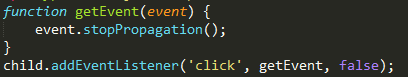 function getEvent(event) {
    event.stopPropagation();
}
child.addEventListener('click', getEvent, false);